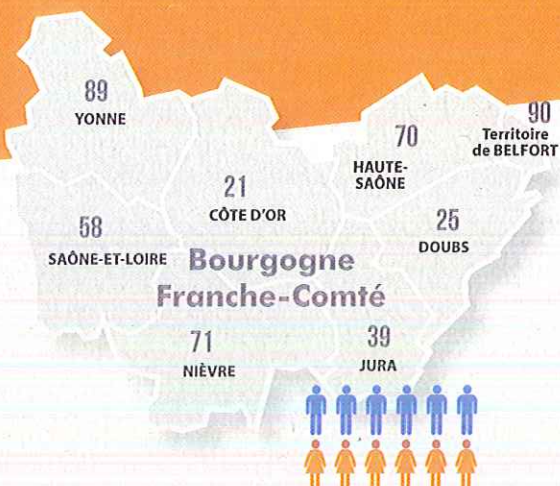 89
YONNE
90
Territoire
de BELFORT
70
HAUTE-
SAÔNE
21
CÔTE D'OR
25
DOUBS
58
SAÔNE-ET-LOIRE
Bourgogne
Franche-Comté
71
NIÈVRE
39
JURA